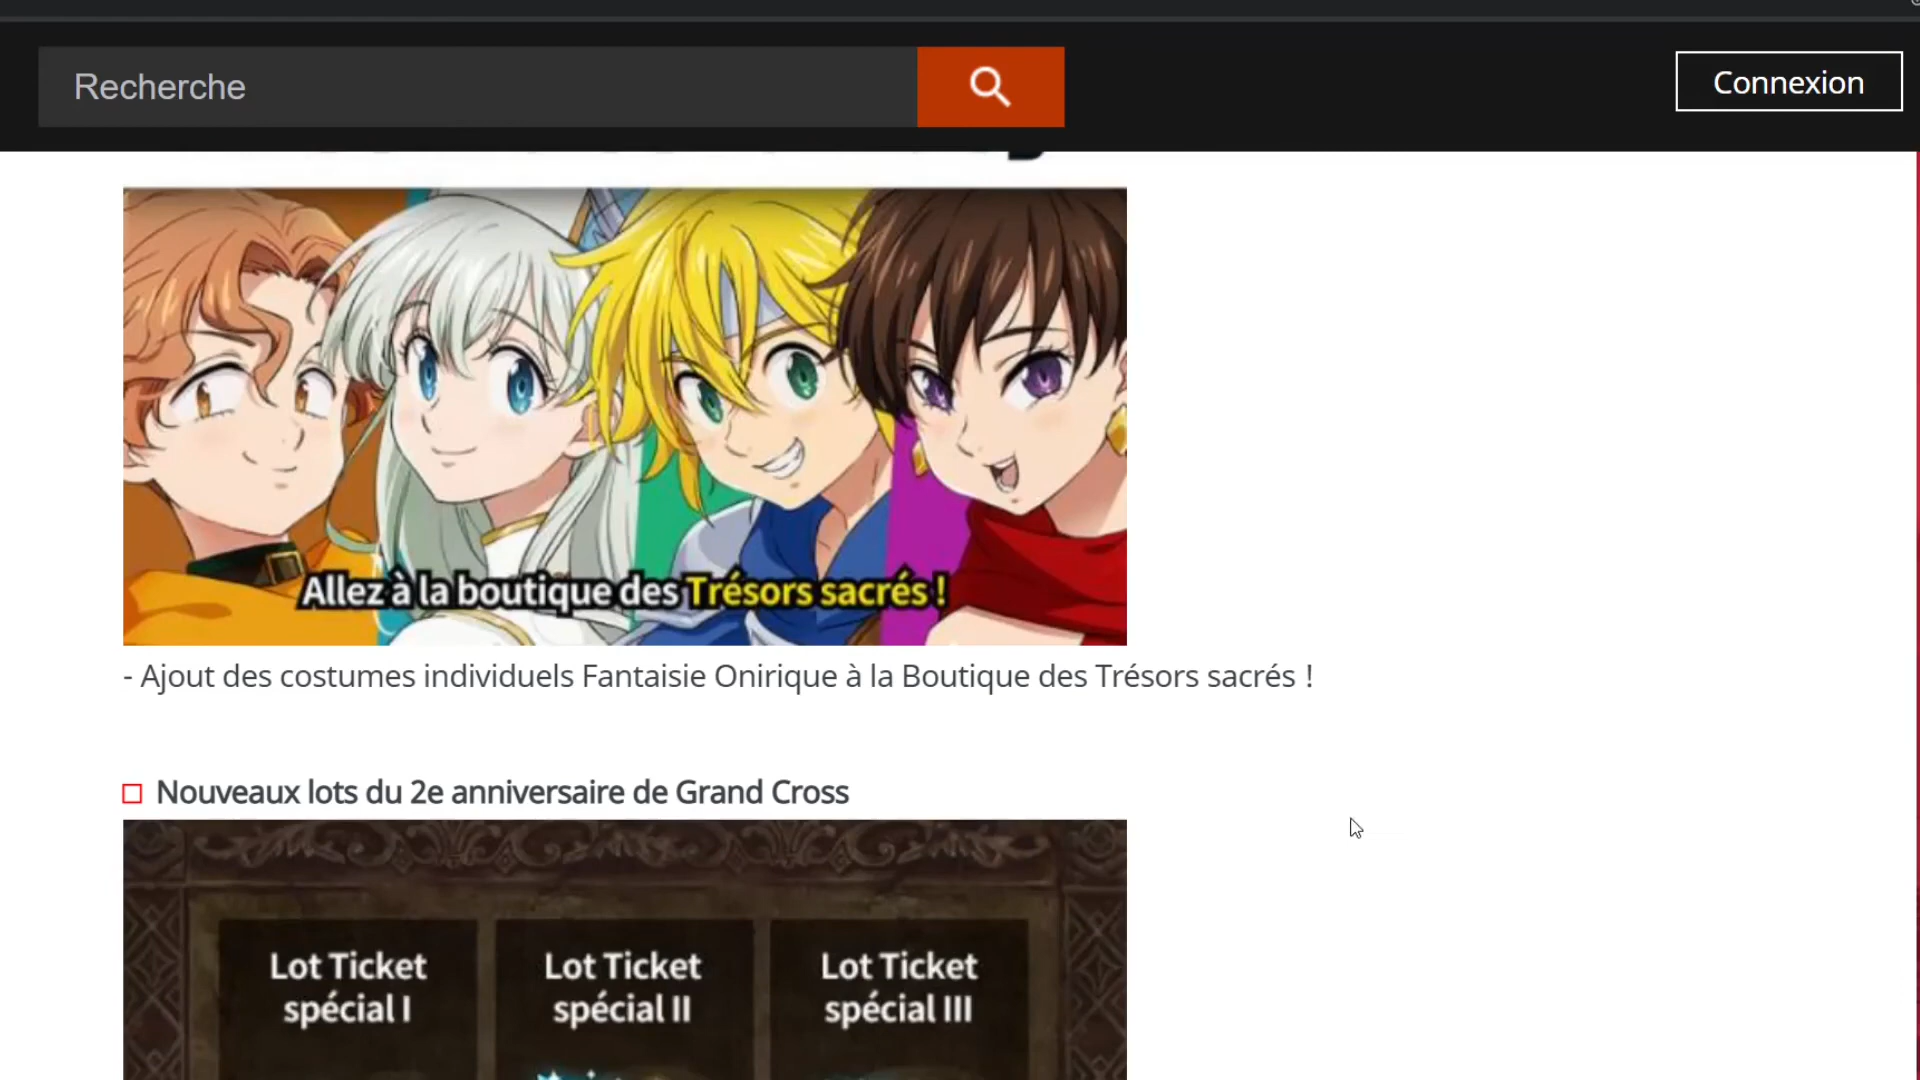 Recherche
Connexion
Allez à la boutique des Trésors sacrés !
- Ajout des costumes individuels Fantaisie Onirique à la Boutique des Trésors sacrés !
Nouveaux lots du 2e anniversaire de Grand Cross
Lot Ticket
spécial I
Lot Ticket
spécial II
Lot Ticket
spécial III